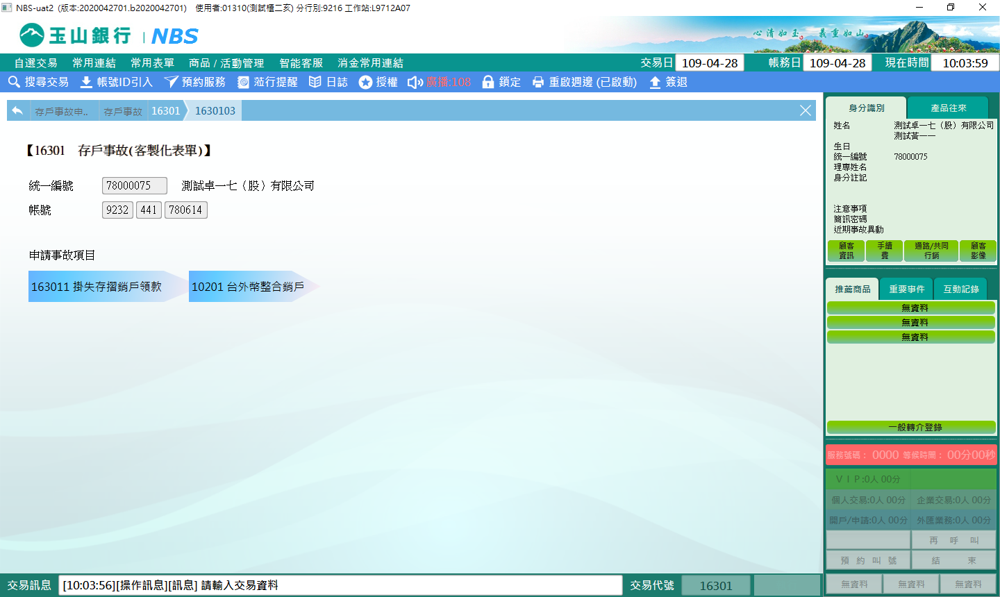 NBS-uat2 (版本:2020042701.b2020042701) 使用者:01310(測試櫃二亥) 分行別:9216 工作站:L9712A07
玉山銀行 | NBS
心清如玉。 義重如山。
自選交易 常用連結 常用表單 商品 / 活動管理 智能客服 消金常用連結 交易日 109-04-28 帳務日 109-04-28 現在時間 10:03:59
搜尋交易 帳號ID引入 預約服務 蒞行提醒 日誌 授權 廣播:108 鎖定 重啟週邊 (已啟動) 簽退
存戶事故申.. 存戶事故 16301 1630103
【16301 存戶事故(客製化表單)】
統一編號 78000075 測試卓一七（股）有限公司
帳號 9232 441 780614
申請事故項目
163011 掛失存摺銷戶領款 10201 台外幣整合銷戶
身分識別 產品往來
姓名 測試卓一七（股）有限公司
測試黃一一
生日
統一編號 78000075
理專姓名
身分註記
注意事項
簡訊密碼
近期事故異動
顧客資訊 手續費 通路/共同行銷 顧客影像
推薦商品 重要事件 互動記錄
無資料
無資料
無資料
一般轉介登錄
服務號碼： 0000 等候時間： 00分00秒
ＶＩＰ:0人 00分
個人交易:0人 00分 企業交易:0人 00分
開戶/申請:0人 00分 外匯業務:0人 00分
再 呼 叫
預 約 叫 號 結 束
無資料 無資料 無資料
交易訊息 [10:03:56][操作訊息][訊息] 請輸入交易資料 交易代號 16301